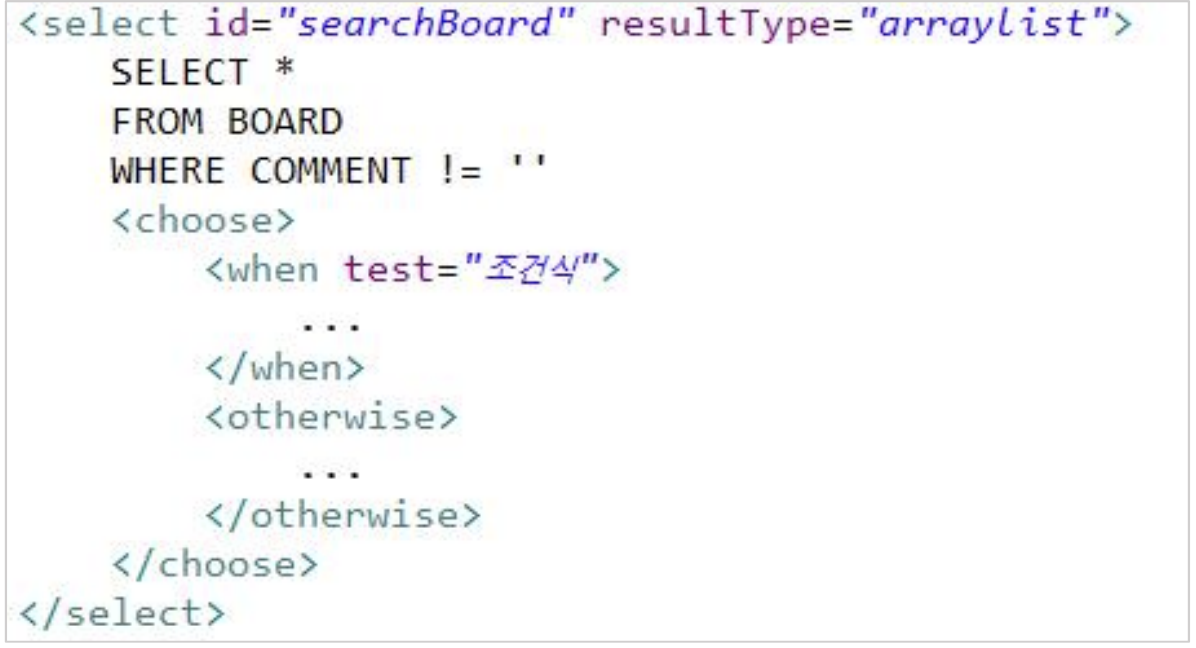 <select id="searchBoard" resultType="arraylist">
    SELECT *
    FROM BOARD
    WHERE COMMENT != ''
    <choose>
        <when test="조건식">
            ...
        </when>
        <otherwise>
            ...
        </otherwise>
    </choose>
</select>